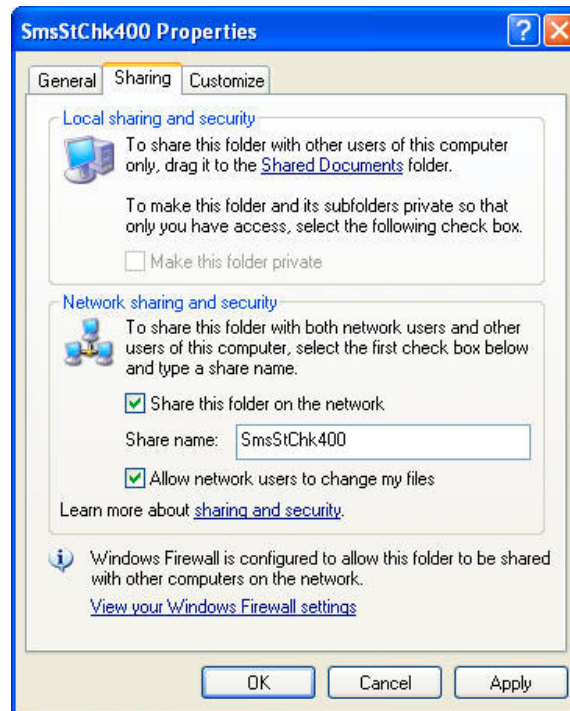 SmsStChk400 Properties
?
General Sharing Customize
Local sharing and security
To share this folder with other users of this computer
only, drag it to the Shared Documents folder.
To make this folder and its subfolders private so that
only you have access, select the following check box.
Make this folder private
Network sharing and security
To share this folder with both network users and other
users of this computer, select the first check box below
and type a share name.
Share this folder on the network
Share name: SmsStChk400
Allow network users to change my files
Learn more about sharing and security.
Windows Firewall is configured to allow this folder to be shared
with other computers on the network.
View your Windows Firewall settings
OK Cancel Apply